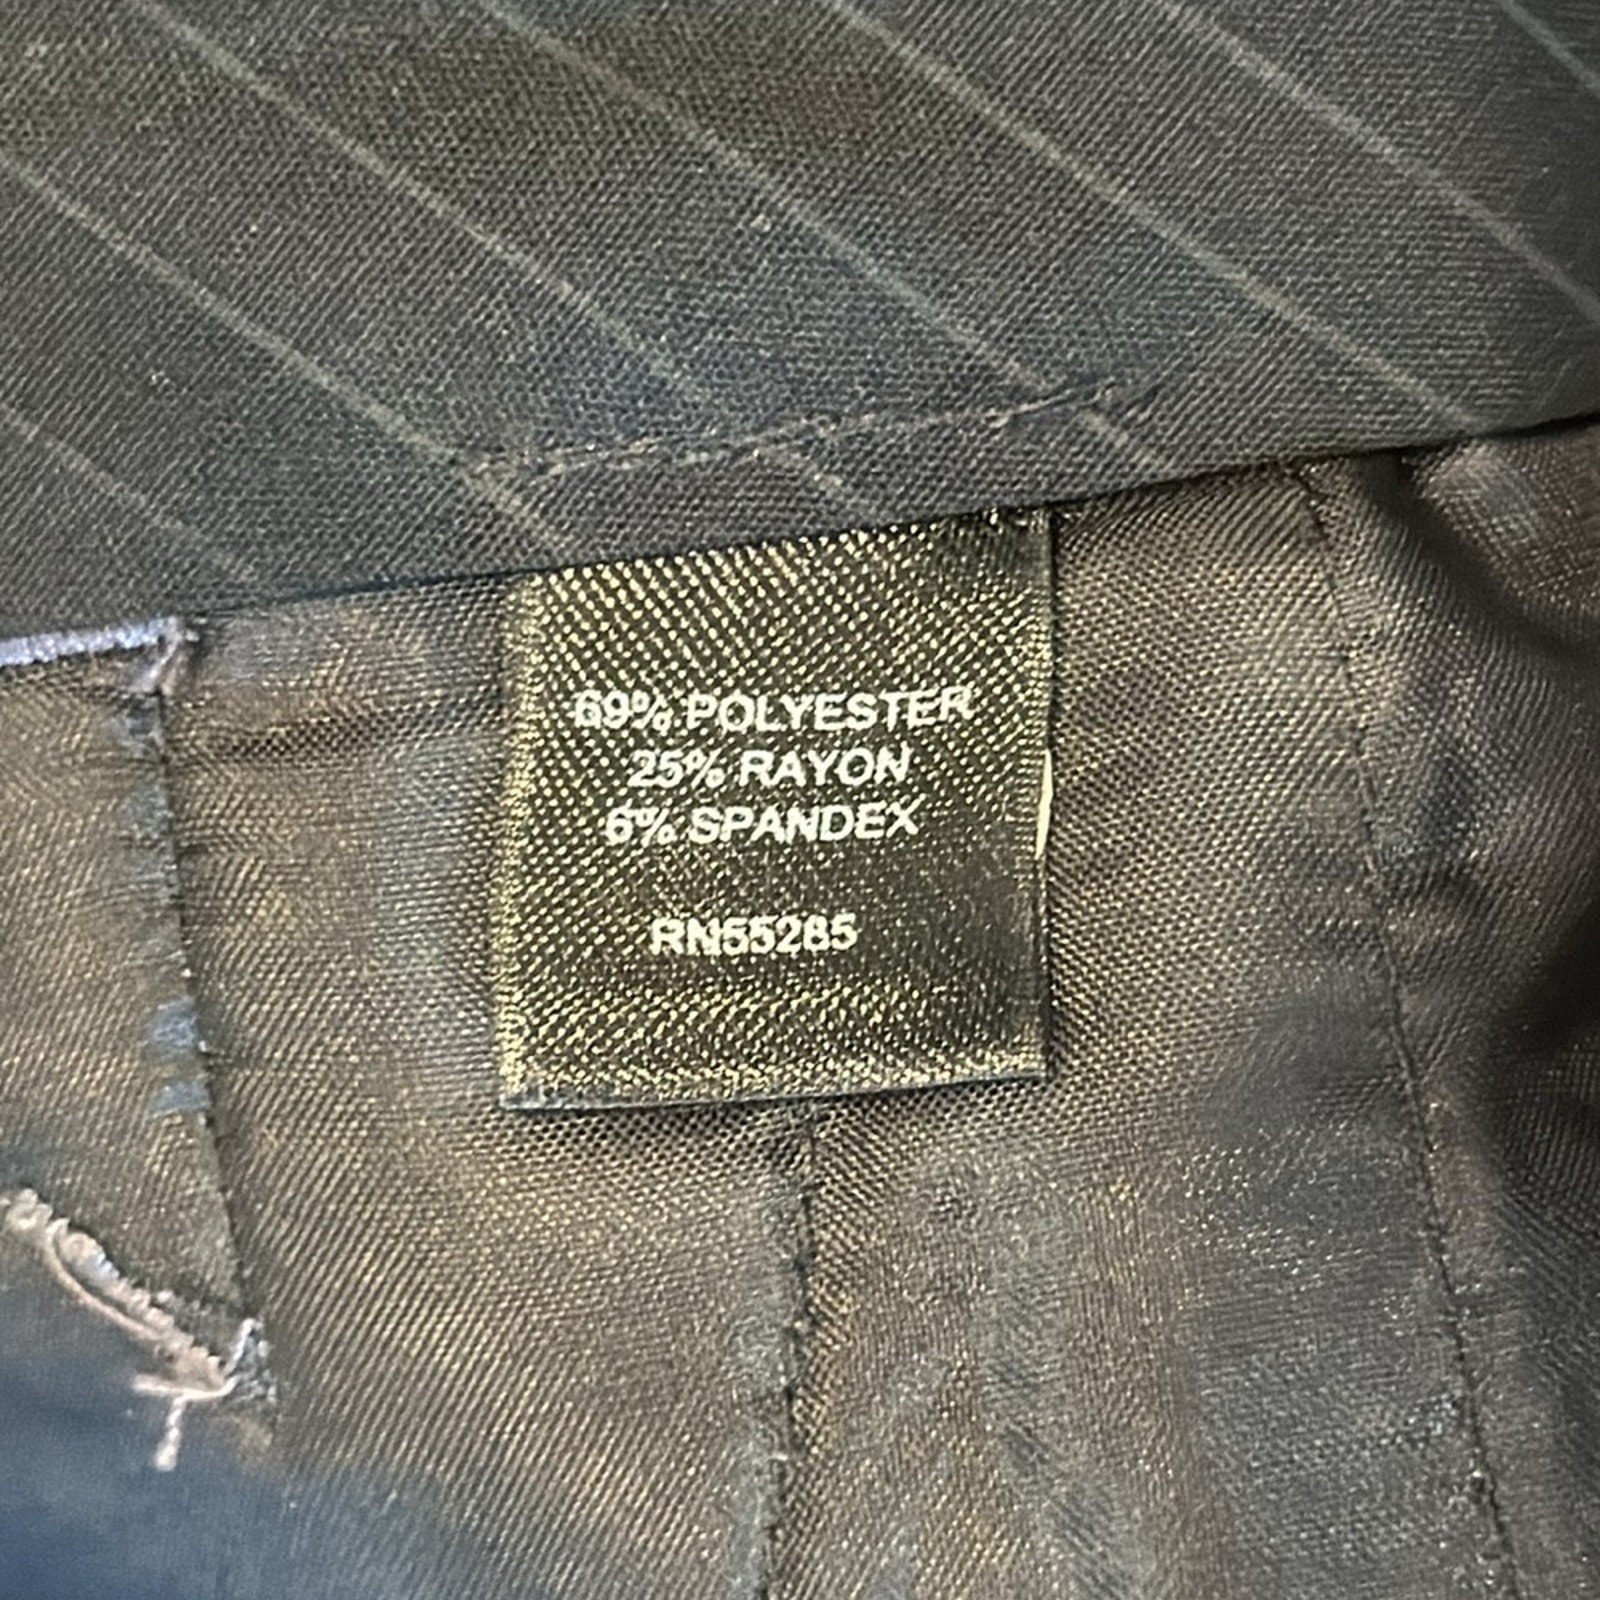 69% POLYESTER
25% RAYON
6% SPANDEX
RN55285